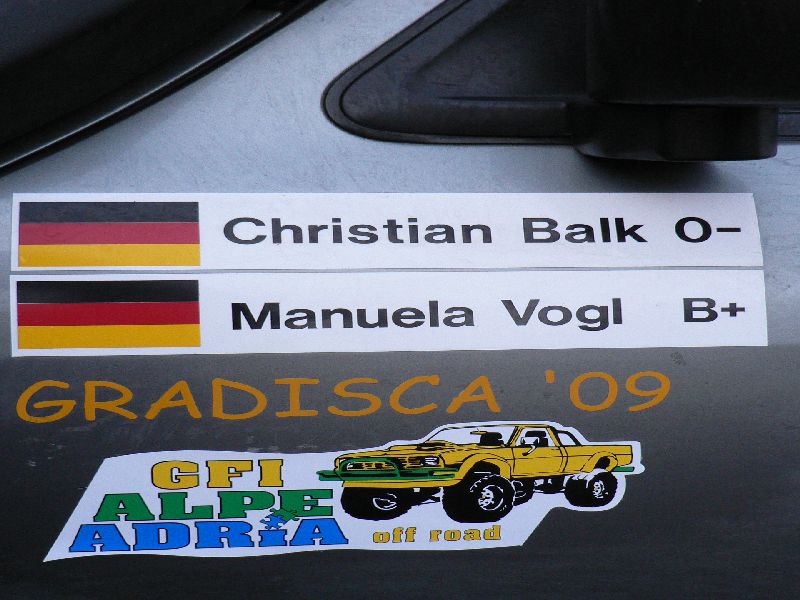 Christian Balk O-
Manuela Vogl B+
GRADISCA '09
GFI
ALPE
ADRiA off road